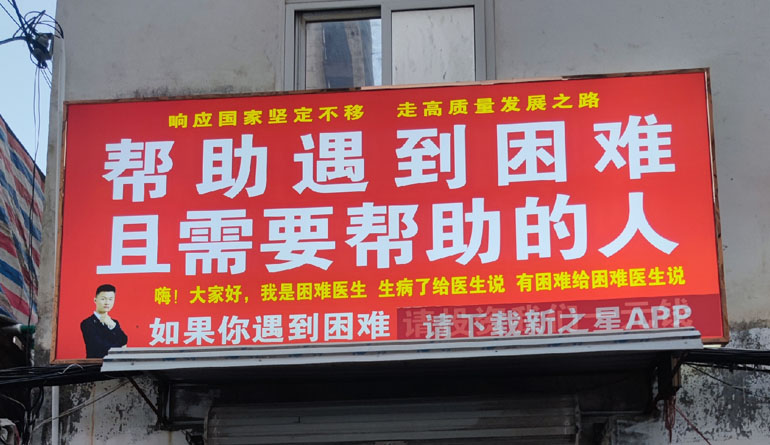 响应国家坚定不移 走高质量发展之路
帮助遇到困难
且需要帮助的人
嗨！大家好，我是困难医生 生病了给医生说 有困难给困难医生说
如果你遇到困难 请下载新之星APP